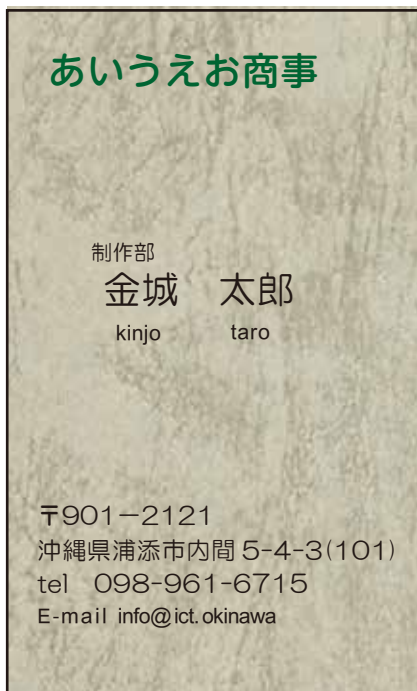 あいうえお商事
制作部
金城　太郎
kinjo　taro
〒901－2121
沖縄県浦添市内間 5-4-3(101)
tel　098-961-6715
E-mail info@ict.okinawa